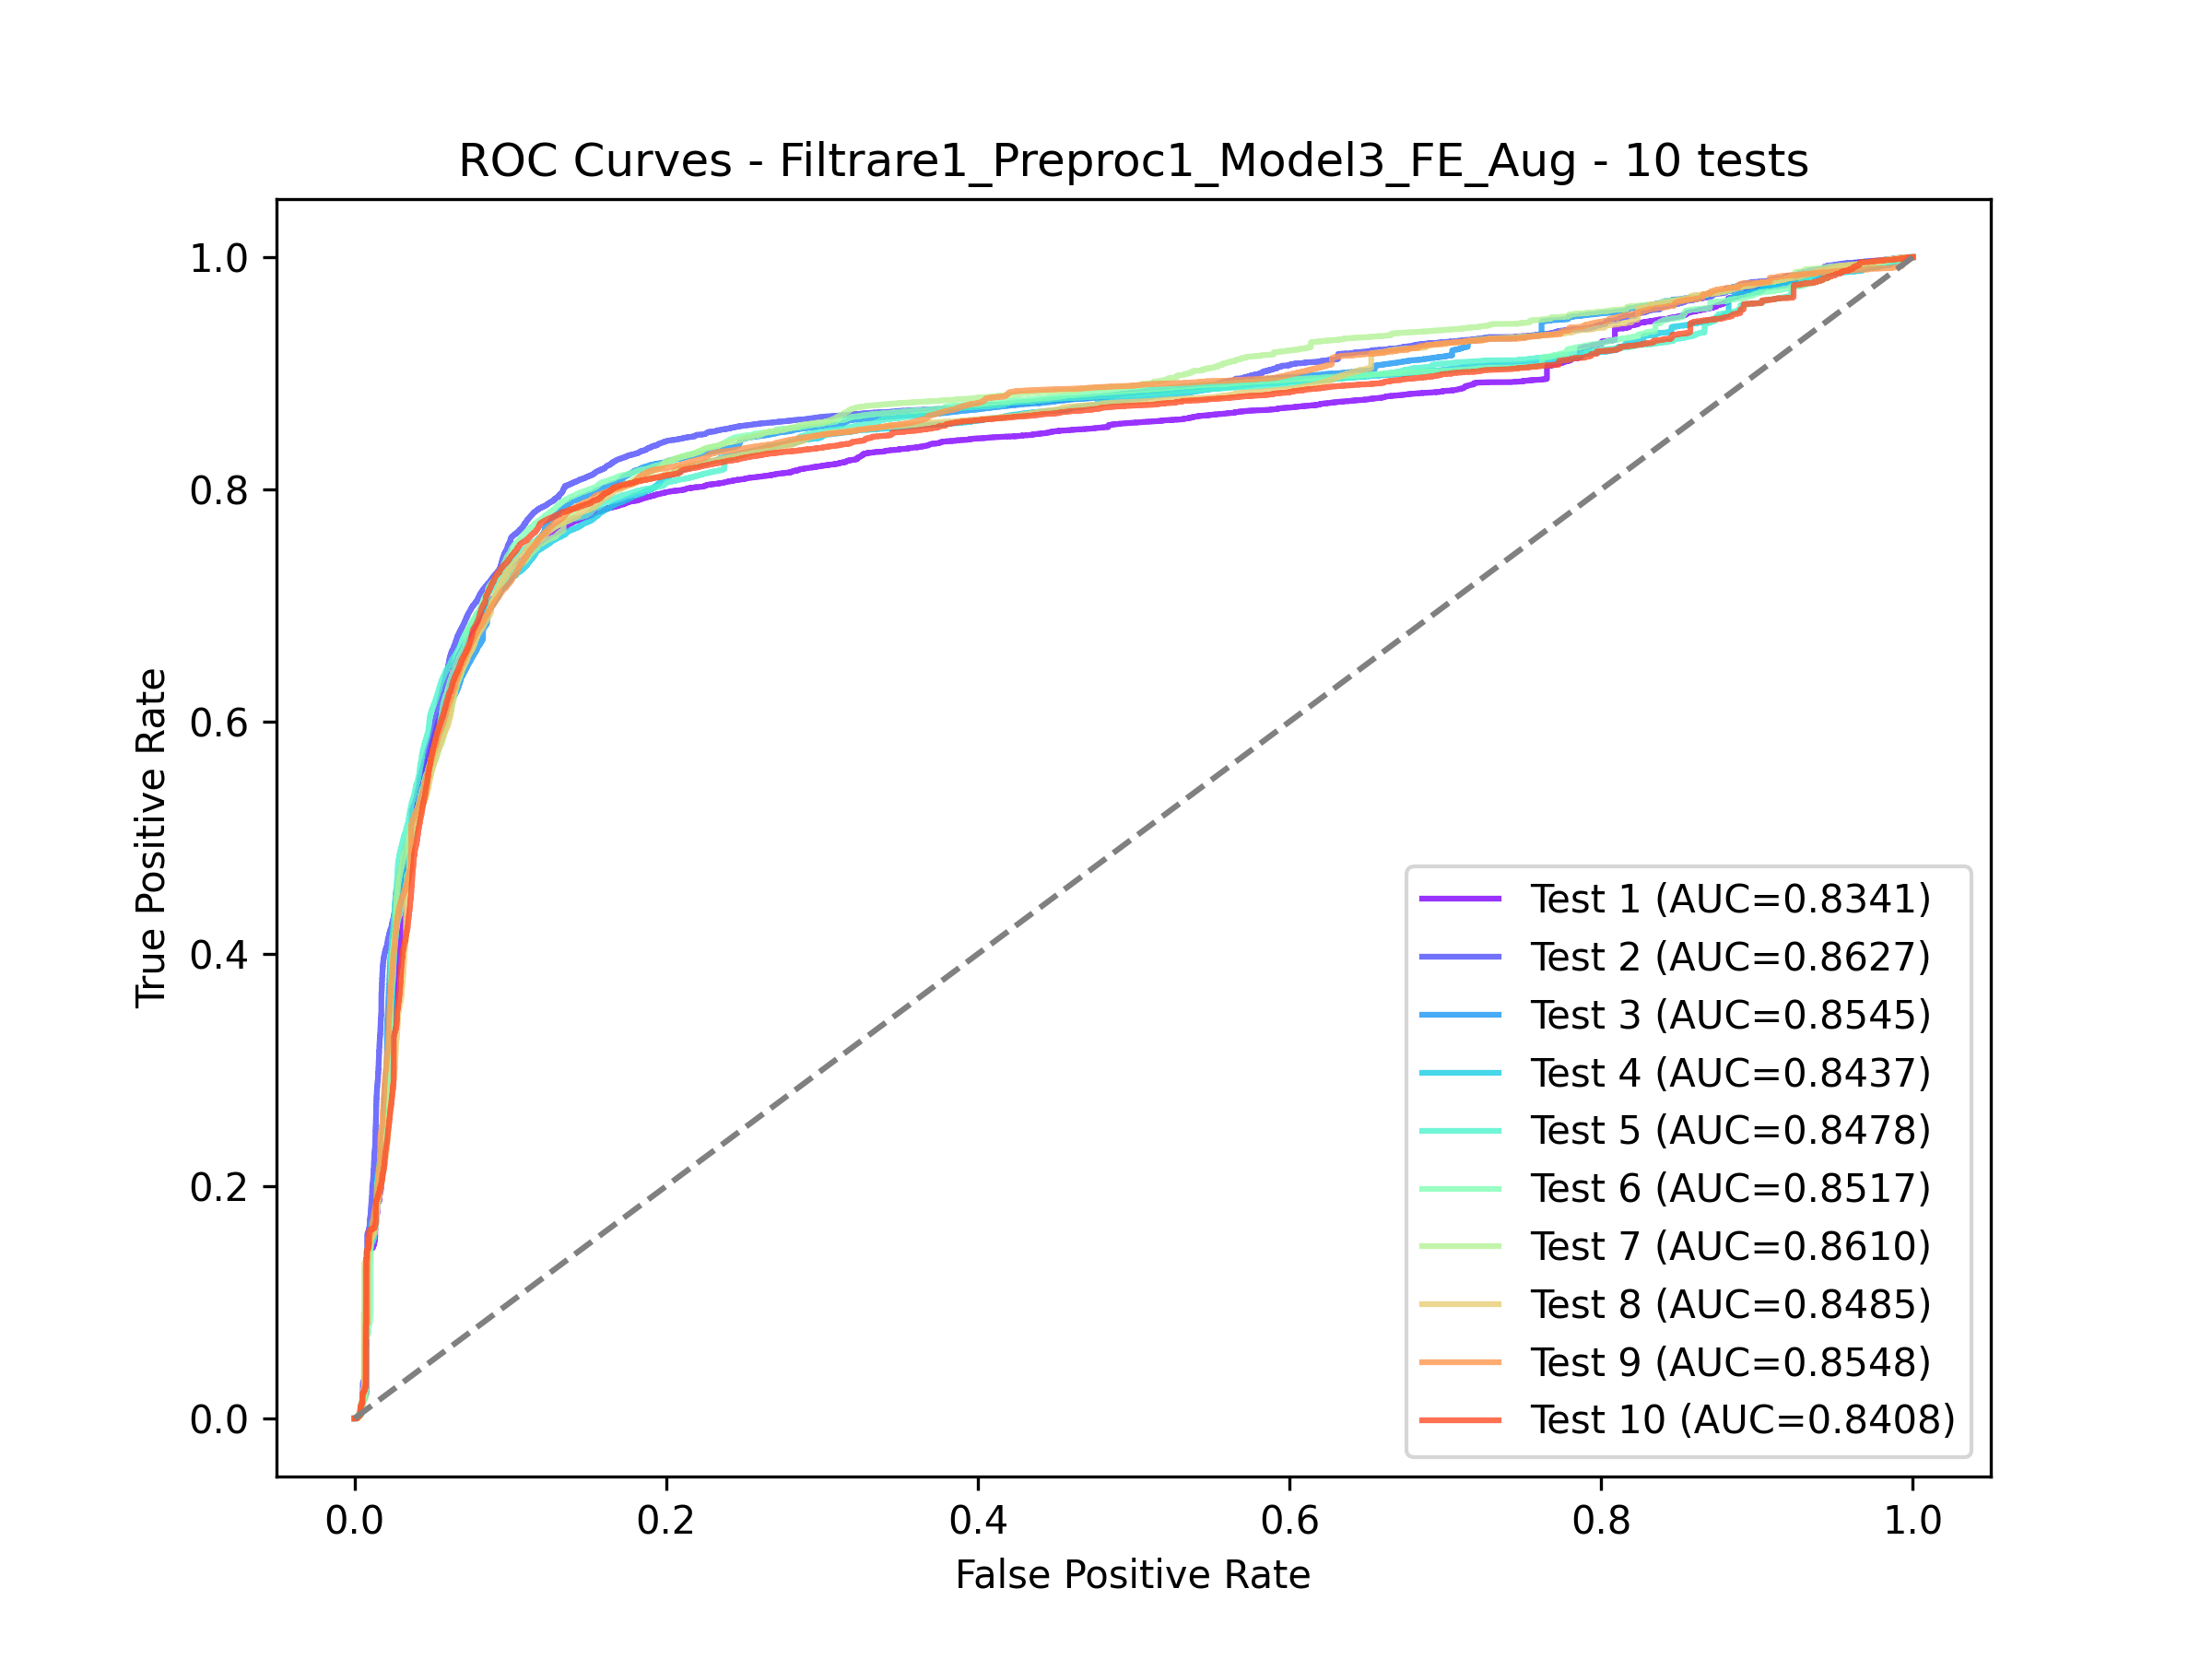 ROC Curves - Filtrare1_Preproc1_Model3_FE_Aug - 10 tests
True Positive Rate
1.0
0.8
0.6
0.4
0.2
0.0
0.0 0.2 0.4 0.6 0.8 1.0
False Positive Rate
Test 1 (AUC=0.8341)
Test 2 (AUC=0.8627)
Test 3 (AUC=0.8545)
Test 4 (AUC=0.8437)
Test 5 (AUC=0.8478)
Test 6 (AUC=0.8517)
Test 7 (AUC=0.8610)
Test 8 (AUC=0.8485)
Test 9 (AUC=0.8548)
Test 10 (AUC=0.8408)